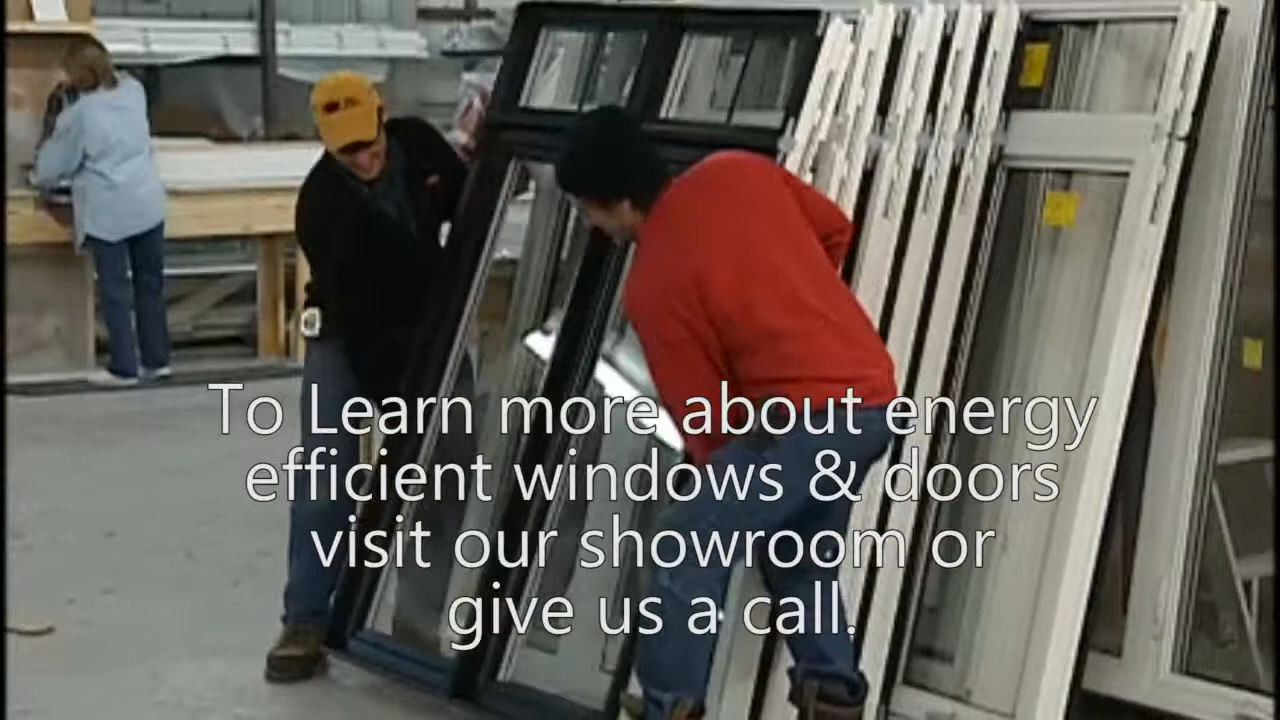 To Learn more about energy
efficient windows & doors
visit our showroom or
give us a call.